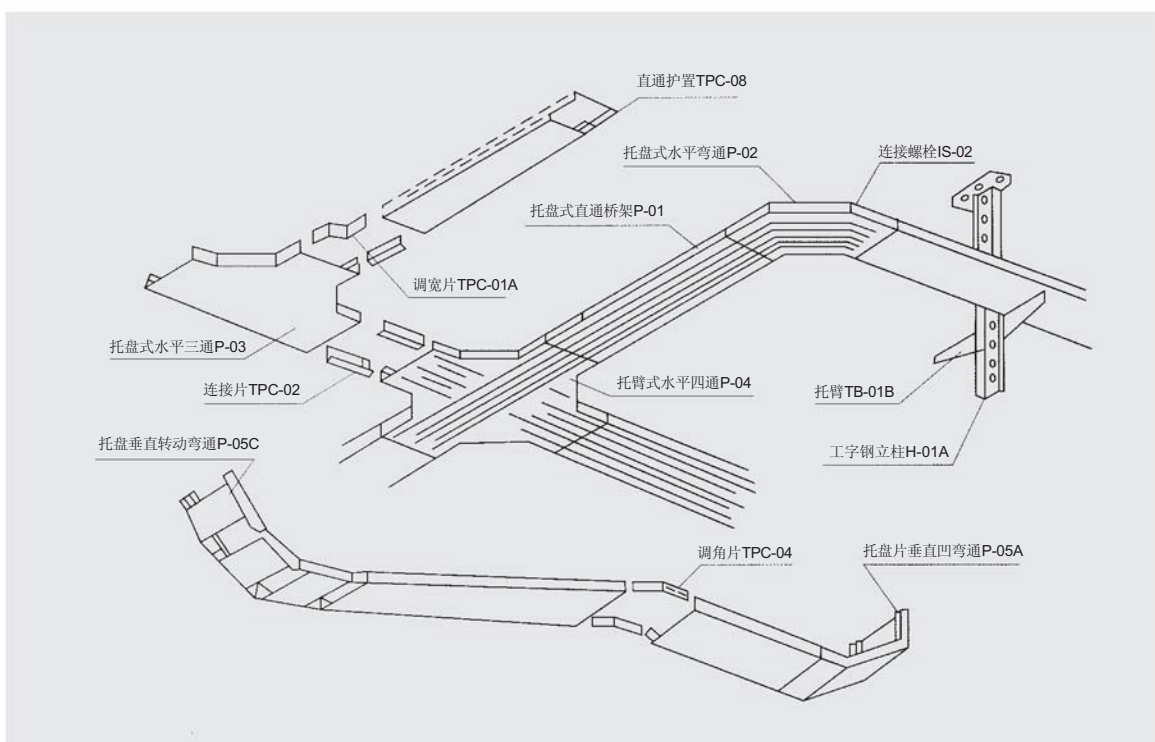 直通护置TPC-08
托盘式水平弯通P-02
连接螺栓IS-02
托盘式直通桥架P-01
调宽片TPC-01A
托盘式水平三通P-03
连接片TPC-02
托臂式水平四通P-04
托臂TB-01B
托盘垂直转动弯通P-05C
工字钢立柱H-01A
调角片TPC-04
托盘片垂直凹弯通P-05A